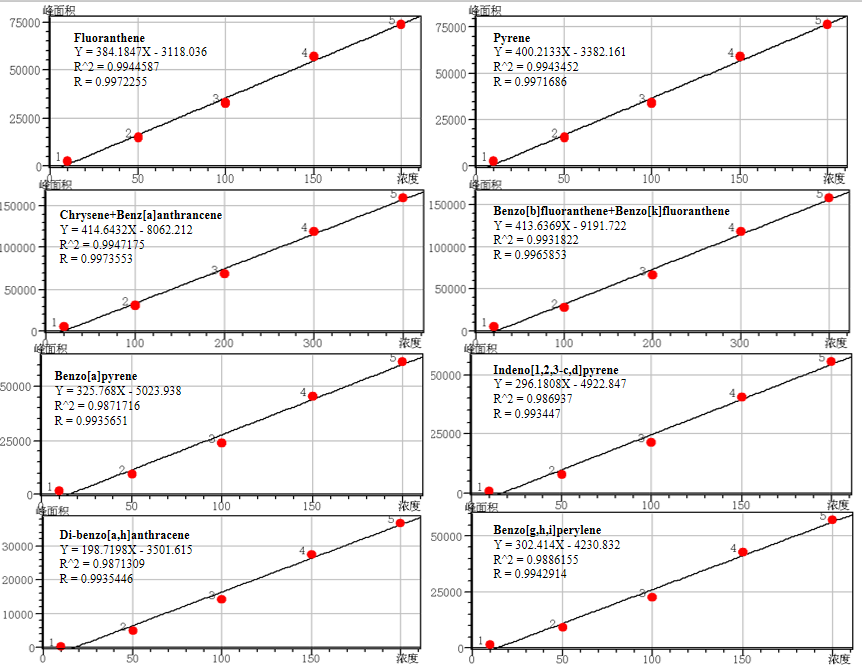 峰面积
75000
50000
25000
0
Fluoranthene
Y = 384.1847X - 3118.036
R^2 = 0.9944587
R = 0.9972255
1
2
3
4
5
0
50
100
150
浓度
峰面积
75000
50000
25000
0
Pyrene
Y = 400.2133X - 3382.161
R^2 = 0.9943452
R = 0.9971686
1
2
3
4
5
50
100
150
浓度
峰面积
150000
100000
50000
0
Chrysene+Benz[a]anthrancene
Y = 414.6432X - 8062.212
R^2 = 0.9947175
R = 0.9973553
1
2
3
4
5
100
200
300
浓度
150000
100000
50000
0
Benzo[b]fluoranthene+Benzo[k]fluoranthene
Y = 413.6369X - 9191.722
R^2 = 0.9931822
R = 0.9965853
1
2
3
4
5
100
200
300
浓度
峰面积
50000
25000
0
Benzo[a]pyrene
Y = 325.768X - 5023.938
R^2 = 0.9871716
R = 0.9935651
1
2
3
4
5
50
100
150
浓度
峰面积
50000
25000
0
Indeno[1,2,3-c,d]pyrene
Y = 296.1808X - 4922.847
R^2 = 0.986937
R = 0.993447
1
2
3
4
5
50
100
150
浓度
峰面积
30000
20000
10000
0
Di-benzo[a,h]anthracene
Y = 198.7198X - 3501.615
R^2 = 0.9871309
R = 0.9935446
1
2
3
4
5
0
50
100
150
浓度
峰面积
50000
25000
0
Benzo[g,h,i]perylene
Y = 302.414X - 4230.832
R^2 = 0.9886155
R = 0.9942914
1
2
3
4
5
0
50
100
150
浓度